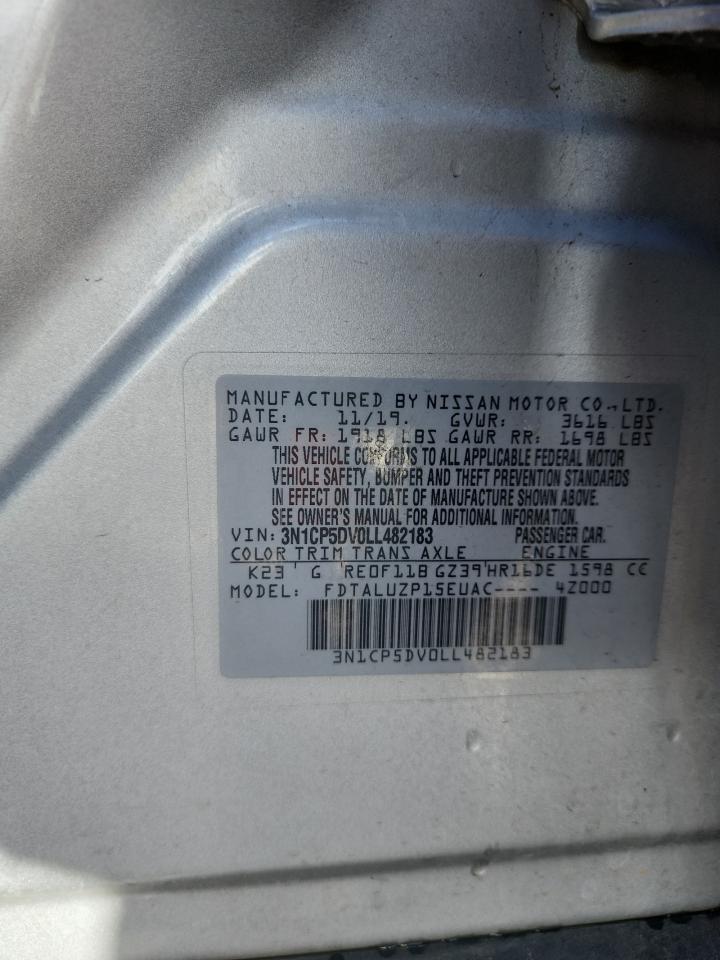 MANUFACTURED BY NISSAN MOTOR CO., LTD.
DATE: 11/19. GVWR: 3616 LBS
GAWR FR: 1918 LBS GAWR RR: 1698 LBS
THIS VEHICLE CONFORMS TO ALL APPLICABLE FEDERAL MOTOR
VEHICLE SAFETY, BUMPER AND THEFT PREVENTION STANDARDS
IN EFFECT ON THE DATE OF MANUFACTURE SHOWN ABOVE.
SEE OWNER'S MANUAL FOR ADDITIONAL INFORMATION.
VIN: 3N1CP5DV0LL482183 PASSENGER CAR.
COLOR TRIM TRANS AXLE ENGINE
K23 ' G ' RE0F11B GZ39 ' HR16DE 1598 CC
MODEL: FDTALUZP15EUAC---- 4Z000
3N1CP5DV0LL482183